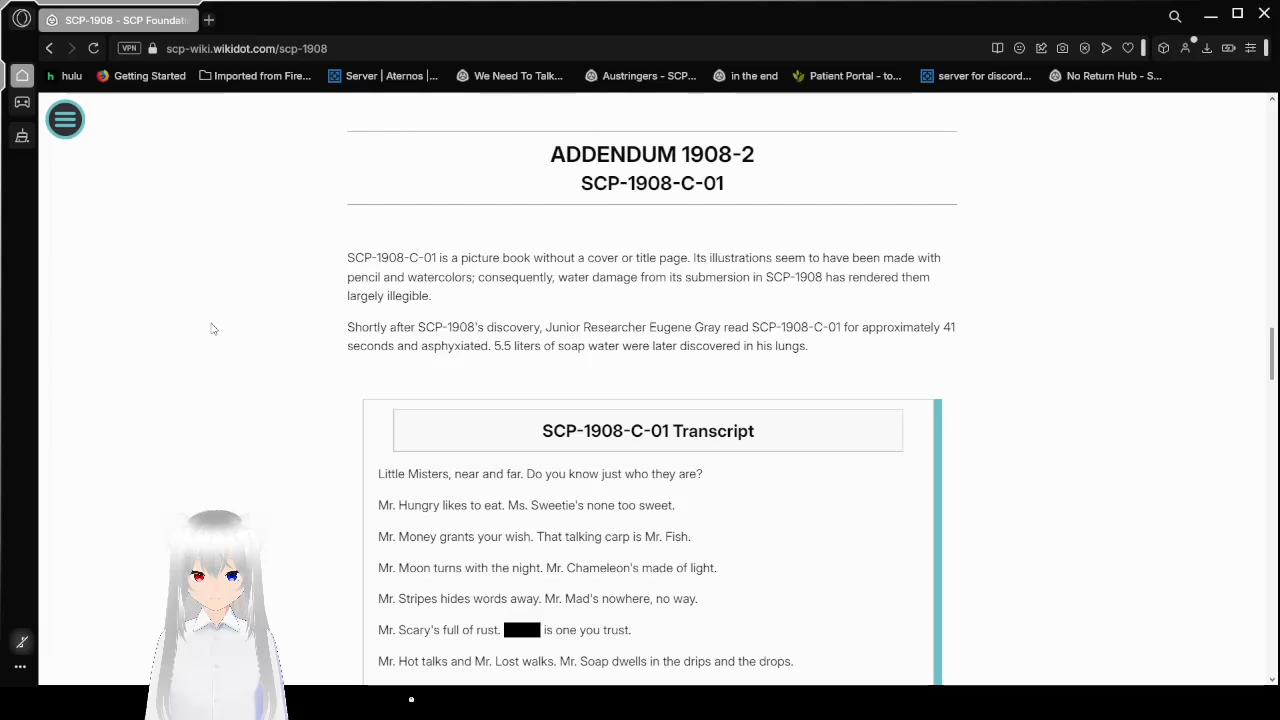 SCP-1908 - SCP Foundati
VPN
scp-wiki.wikidot.com/scp-1908
hulu
Getting Started
Imported from Fire...
Server | Aternos |...
We Need To Talk...
Austringers - SCP...
in the end
Patient Portal - to...
server for discord...
No Return Hub - S...
ADDENDUM 1908-2
SCP-1908-C-01
SCP-1908-C-01 is a picture book without a cover or title page. Its illustrations seem to have been made with
pencil and watercolors; consequently, water damage from its submersion in SCP-1908 has rendered them
largely illegible.
Shortly after SCP-1908's discovery, Junior Researcher Eugene Gray read SCP-1908-C-01 for approximately 41
seconds and asphyxiated. 5.5 liters of soap water were later discovered in his lungs.
SCP-1908-C-01 Transcript
Little Misters, near and far. Do you know just who they are?
Mr. Hungry likes to eat. Ms. Sweetie's none too sweet.
Mr. Money grants your wish. That talking carp is Mr. Fish.
Mr. Moon turns with the night. Mr. Chameleon's made of light.
Mr. Stripes hides words away. Mr. Mad's nowhere, no way.
Mr. Scary's full of rust. is one you trust.
Mr. Hot talks and Mr. Lost walks. Mr. Soap dwells in the drips and the drops.